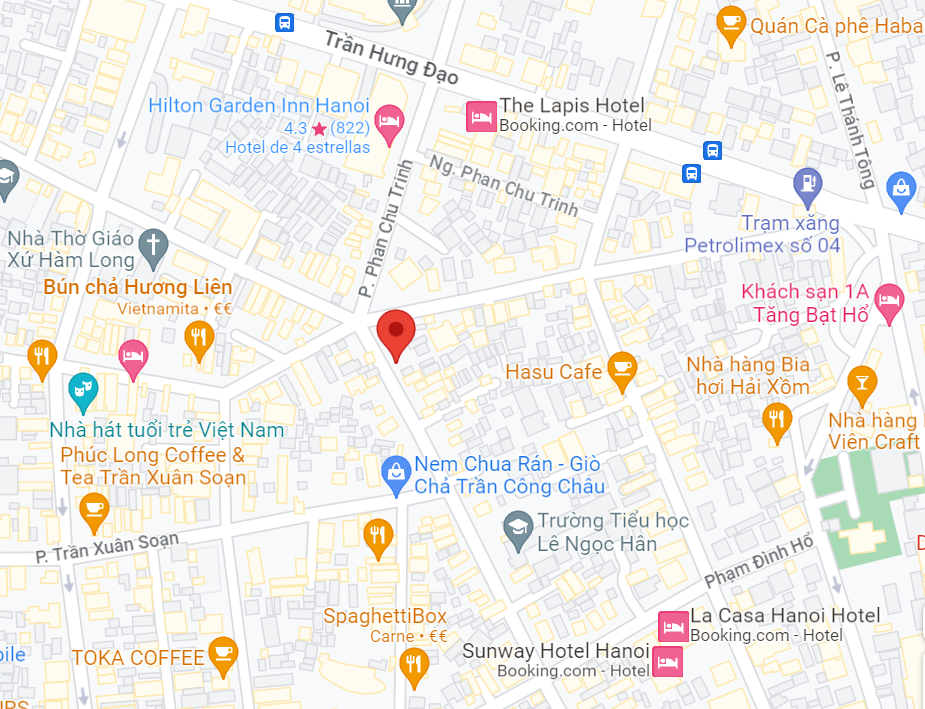 Quán Cà phê Haba
Trần Hưng Đạo
P. Lê Thánh Tông
Hilton Garden Inn Hanoi
4.3 ★ (822)
Hotel de 4 estrellas
The Lapis Hotel
Booking.com - Hotel
Ng. Phan Chu Trinh
P. Phan Chu Trinh
Trạm xăng
Petrolimex số 04
Nhà Thờ Giáo
Xứ Hàm Long
Bún chả Hương Liên
Vietnamita • €€
Khách sạn 1A
Tăng Bạt Hổ
Hasu Cafe
Nhà hàng Bia
hơi Hải Xồm
Nhà hàng
Viên Craft
Nhà hát tuổi trẻ Việt Nam
Phúc Long Coffee &
Tea Trần Xuân Soạn
Nem Chua Rán - Giò
Chả Trần Công Châu
Trường Tiểu học
Lê Ngọc Hân
P. Trần Xuân Soạn
Phạm Đình Hổ
SpaghettiBox
Carne • €€
La Casa Hanoi Hotel
Booking.com - Hotel
Sunway Hotel Hanoi
Booking.com - Hotel
TOKA COFFEE